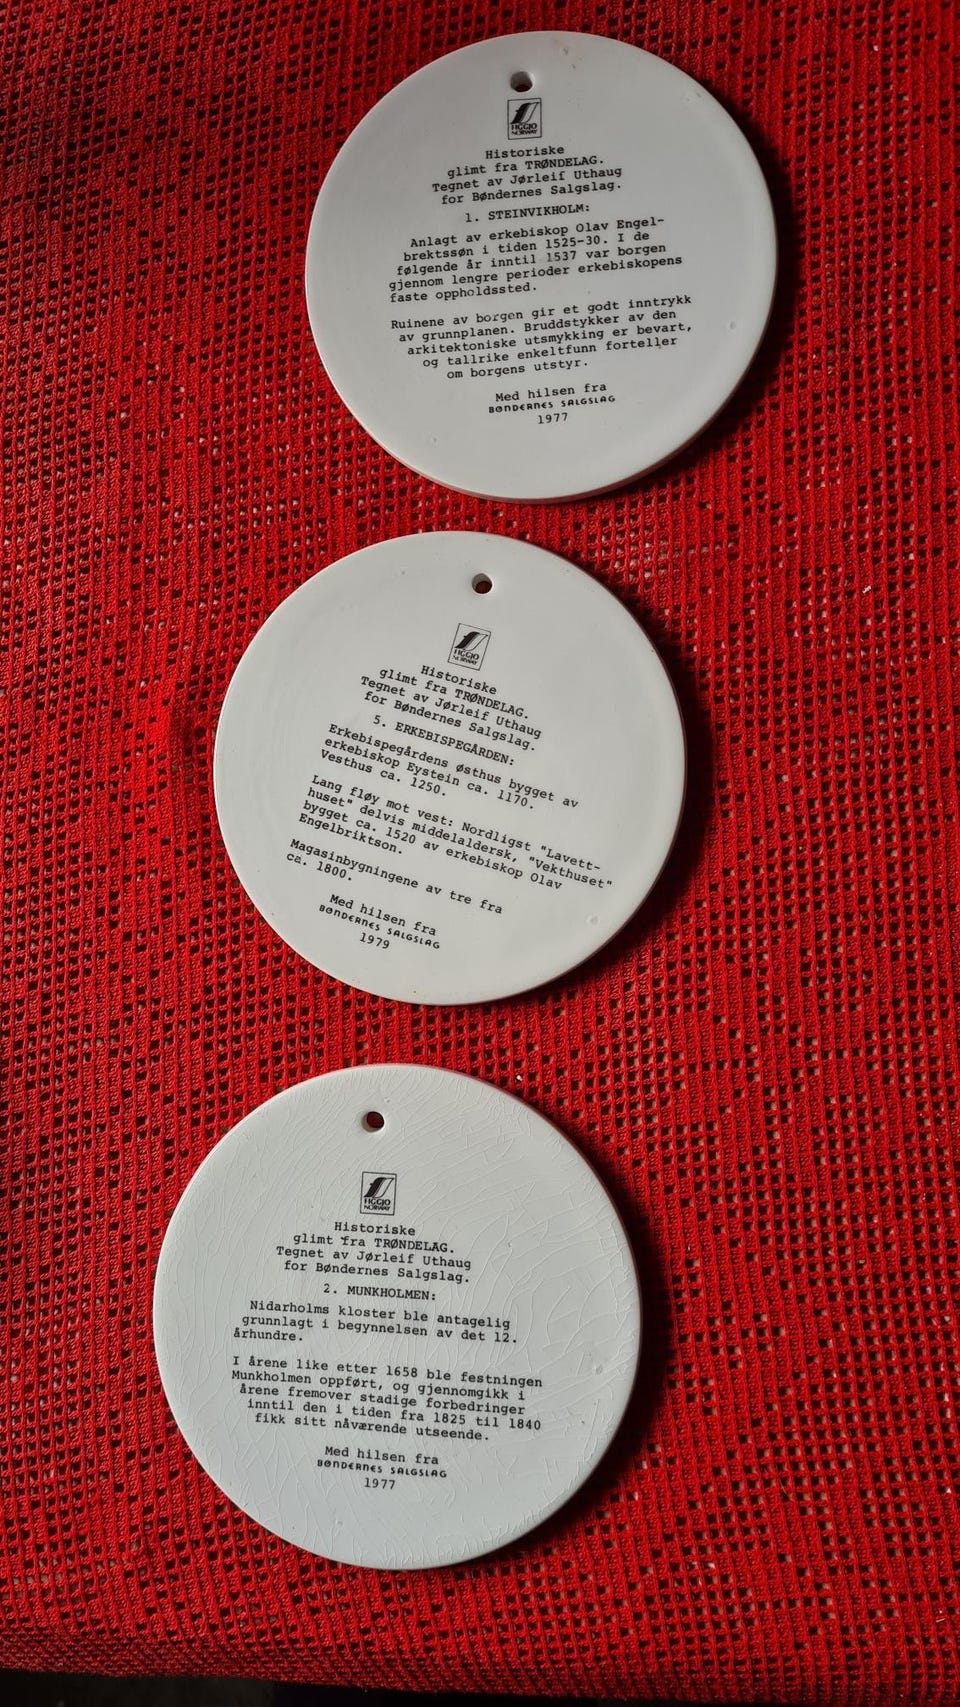 FIGGJO
NORWAY
Historiske
glimt fra TRØNDELAG.
Tegnet av Jørleif Uthaug
for Bøndernes Salgslag.
1. STEINVIKHOLM:
Anlagt av erkebiskop Olav Engel-
brektssøn i tiden 1525-30. I de
følgende år inntil 1537 var borgen
gjennom lengre perioder erkebiskopens
faste oppholdssted.
Ruinene av borgen gir et godt inntrykk
av grunnplanen. Bruddstykker av den
arkitektoniske utsmykking er bevart,
og tallrike enkeltfunn forteller
om borgens utstyr.
Med hilsen fra
BØNDERNES SALGSLAG
1977
FIGGJO
NORWAY
Historiske
glimt fra TRØNDELAG.
Tegnet av Jørleif Uthaug
for Bøndernes Salgslag.
5. ERKEBISPEGÅRDEN:
Erkebispegårdens østhus bygget av
erkebiskop Eystein ca. 1170.
Vesthus ca. 1250.
Lang fløy mot vest: Nordligst "Lavett-
huset" delvis middelaldersk, "Vekthuset"
bygget ca. 1520 av erkebiskop Olav
Engelbriktson.
Magasinbygningene av tre fra
ca. 1800.
Med hilsen fra
BØNDERNES SALGSLAG
1979
FIGGJO
NORWAY
Historiske
glimt fra TRØNDELAG.
Tegnet av Jørleif Uthaug
for Bøndernes Salgslag.
2. MUNKHOLMEN:
Nidarholms kloster ble antagelig
grunnlagt i begynnelsen av det 12.
århundre.
I årene like etter 1658 ble festningen
Munkholmen oppført, og gjennomgikk i
årene fremover stadige forbedringer
inntil den i tiden fra 1825 til 1840
fikk sitt nåværende utseende.
Med hilsen fra
BØNDERNES SALGSLAG
1977